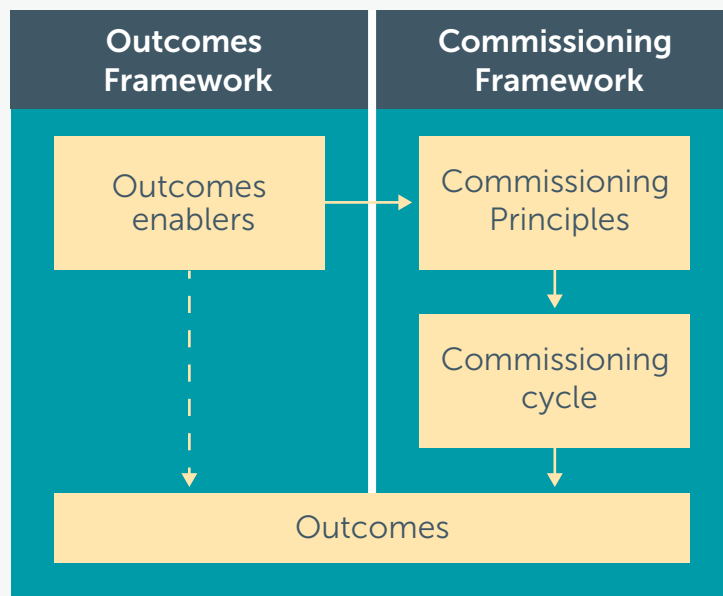 Outcomes
Framework
Commissioning
Framework
Outcomes
enablers
Commissioning
Principles
Commissioning
cycle
Outcomes